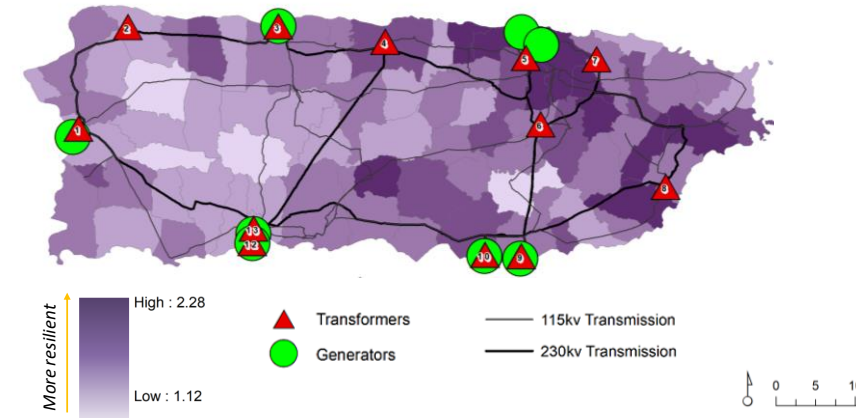 2
3
4
5
7
1
6
8
13
12
10
9
More resilient
High : 2.28
Low : 1.12
Transformers
Generators
115kv Transmission
230kv Transmission
0 5 10